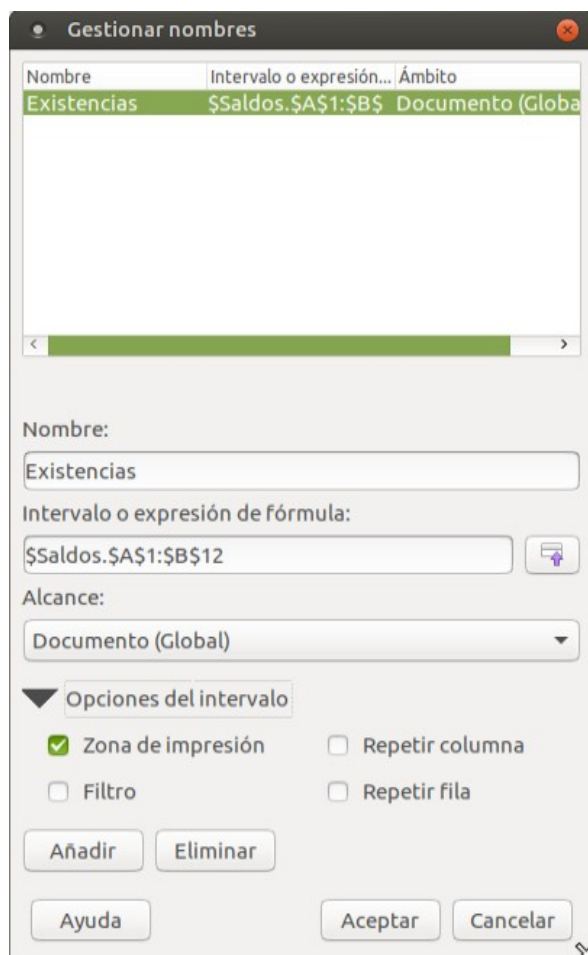 Gestionar nombres
Nombre Intervalo o expresión... Ámbito
Existencias $Saldos.$A$1:$B$ Documento (Globa
Nombre:
Existencias
Intervalo o expresión de fórmula:
$Saldos.$A$1:$B$12
Alcance:
Documento (Global)
Opciones del intervalo
Zona de impresión Repetir columna
Filtro Repetir fila
Añadir Eliminar
Ayuda Aceptar Cancelar